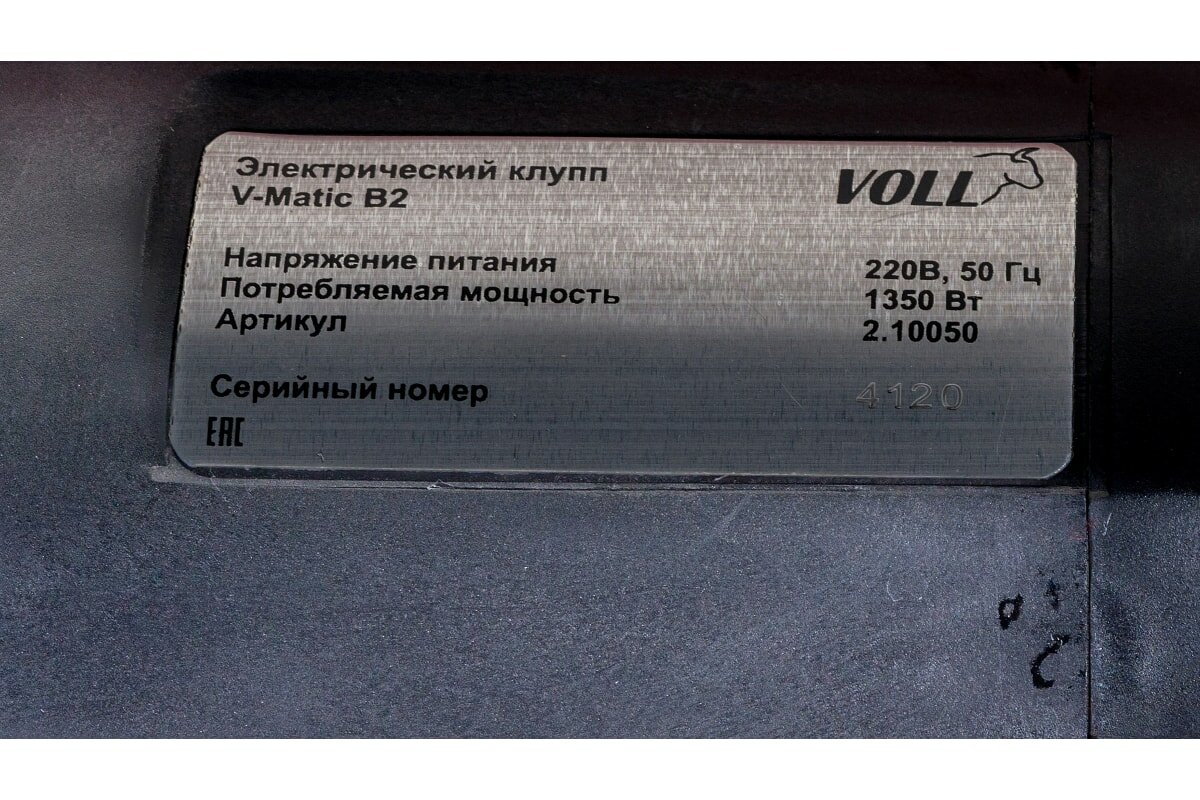 Электрический клупп
V-Matic B2
VOLL
Напряжение питания 220В, 50 Гц
Потребляемая мощность 1350 Вт
Артикул 2.10050
Серийный номер 4120
EAC